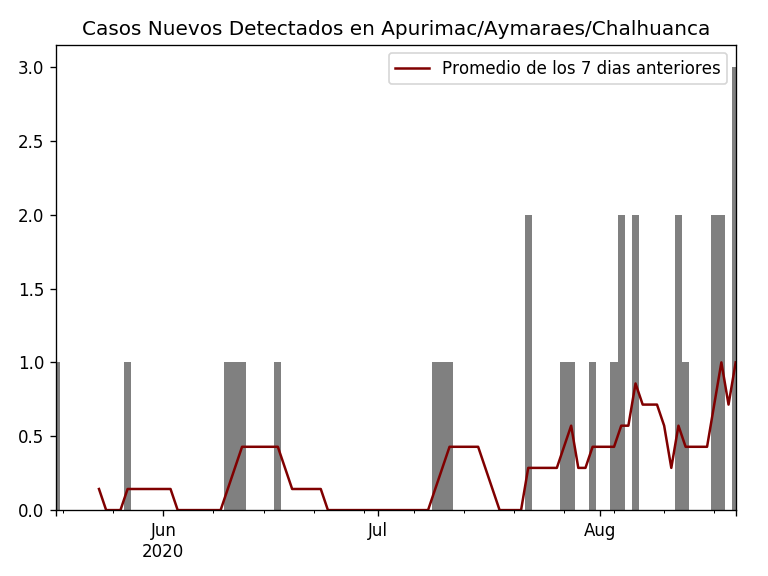 Casos Nuevos Detectados en Apurimac/Aymaraes/Chalhuanca
Promedio de los 7 dias anteriores
3.0
2.5
2.0
1.5
1.0
0.5
0.0
Jun
2020
Jul
Aug